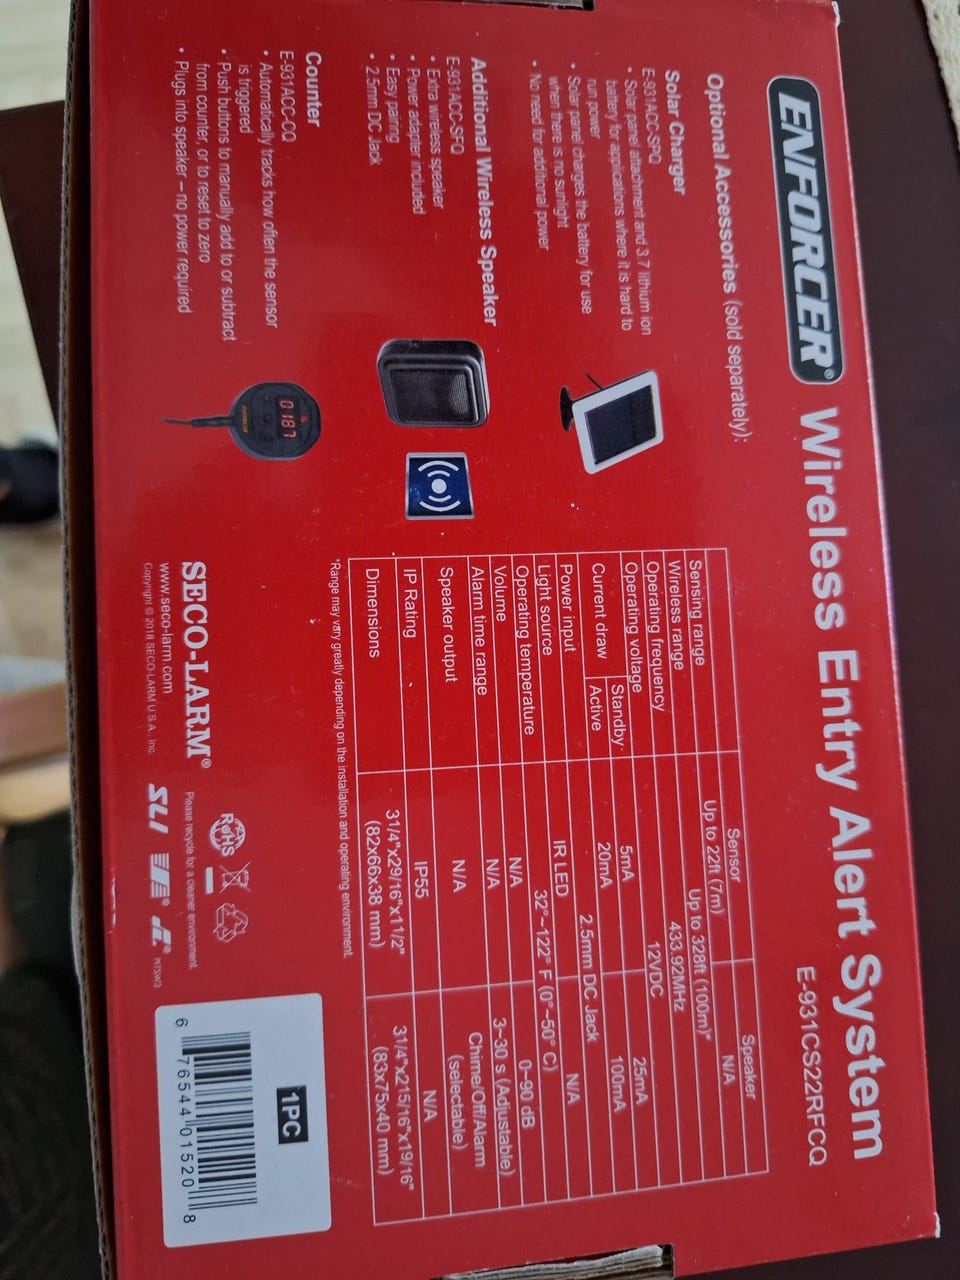 ENFORCER® Wireless Entry Alert System
E-931CS22RFCQ
Optional Accessories (sold separately):
Solar Charger
E-931ACC-SPQ
• Solar panel attachment and 3.7 lithium ion
battery for applications where it is hard to
run power
• Solar panel charges the battery for use
when there is no sunlight
• No need for additional power
Additional Wireless Speaker
E-931ACC-SFQ
• Extra wireless speaker
• Power adapter included
• Easy pairing
• 2.5mm DC Jack
Counter
E-931ACC-CQ
• Automatically tracks how often the sensor
is triggered
• Push buttons to manually add to or subtract
from counter, or to reset to zero
• Plugs into speaker – no power required
0187
ENFORCER
Sensor Speaker
Sensing range Up to 22ft (7m) N/A
Wireless range Up to 328ft (100m)*
Operating frequency 433.92MHz
Operating voltage 12VDC
Current draw Standby 5mA 25mA
Active 20mA 100mA
Power input 2.5mm DC Jack
Light source IR LED N/A
Operating temperature 32°~122° F (0°~50° C)
Volume N/A 0~90 dB
Alarm time range N/A 3~30 s (Adjustable)
Speaker output N/A Chime/Off/Alarm
(selectable)
IP Rating IP55 N/A
Dimensions 31/4"x29/16"x11/2" 31/4"x215/16"x19/16"
(82x66x38 mm) (83x75x40 mm)
*Range may vary greatly depending on the installation and operating environment.
SECO-LARM®
www.seco-larm.com
Copyright © 2018 SECO-LARM U.S.A., Inc.
RoHS
Please recycle for a cleaner environment.
SLI
PITSW3
1PC
6 76544 01520 8